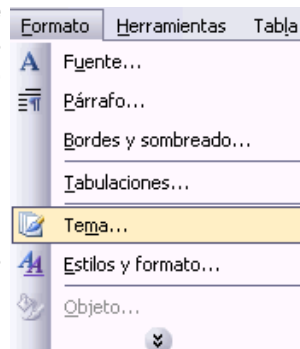 Formato Herramientas Tabla
Fuente...
Párrafo...
Bordes y sombreado...
Tabulaciones...
Tema...
Estilos y formato...
Objeto...